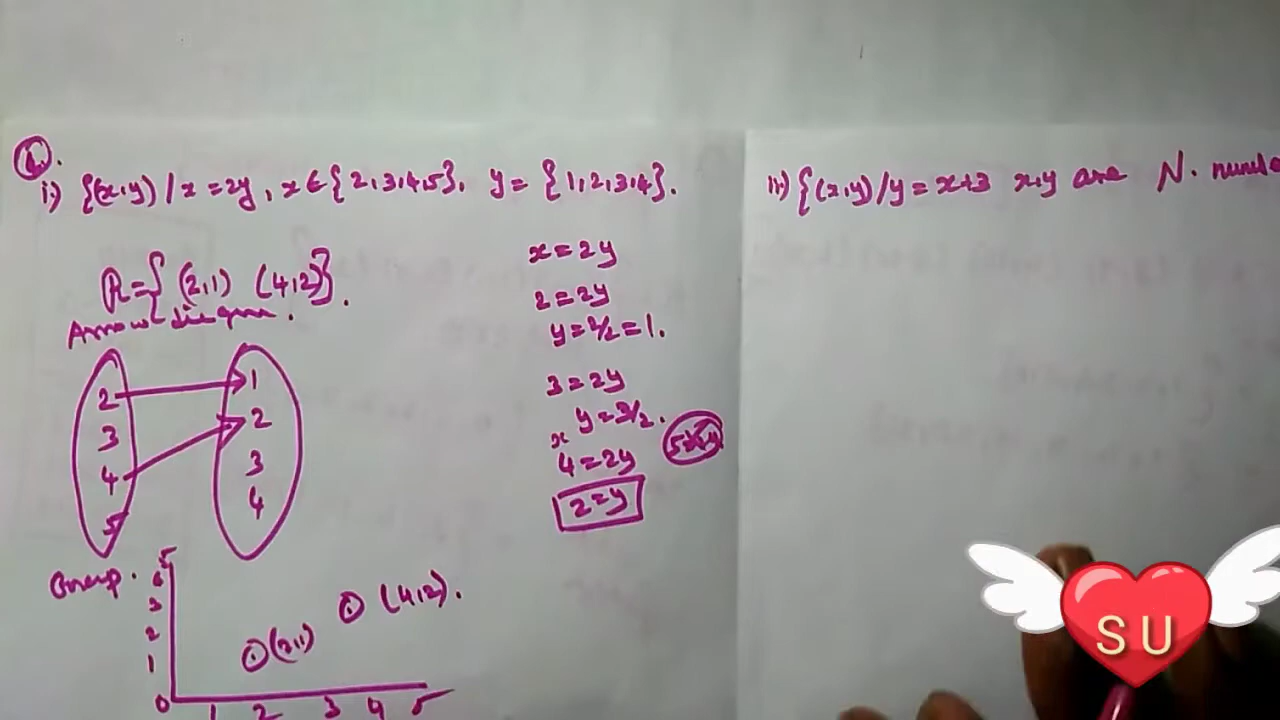 6.
i) {(x,y) / x = 2y, x ∈ {2,3,4,5}, y = {1,2,3,4}.
R = { (2,1) (4,2)}.
Arrow diagram.
2 1
3 2
4 3
5 4
x = 2y
2 = 2y
y = 2/2 = 1.
3 = 2y
y = 3/2.
x
4 = 2y
2 = y
Graph.
5
4
3
2
1
0
1 2 3 4 5
(4,2).
(2,1)
ii) {(x,y) / y = x+3 x,y are N. numbe
S U